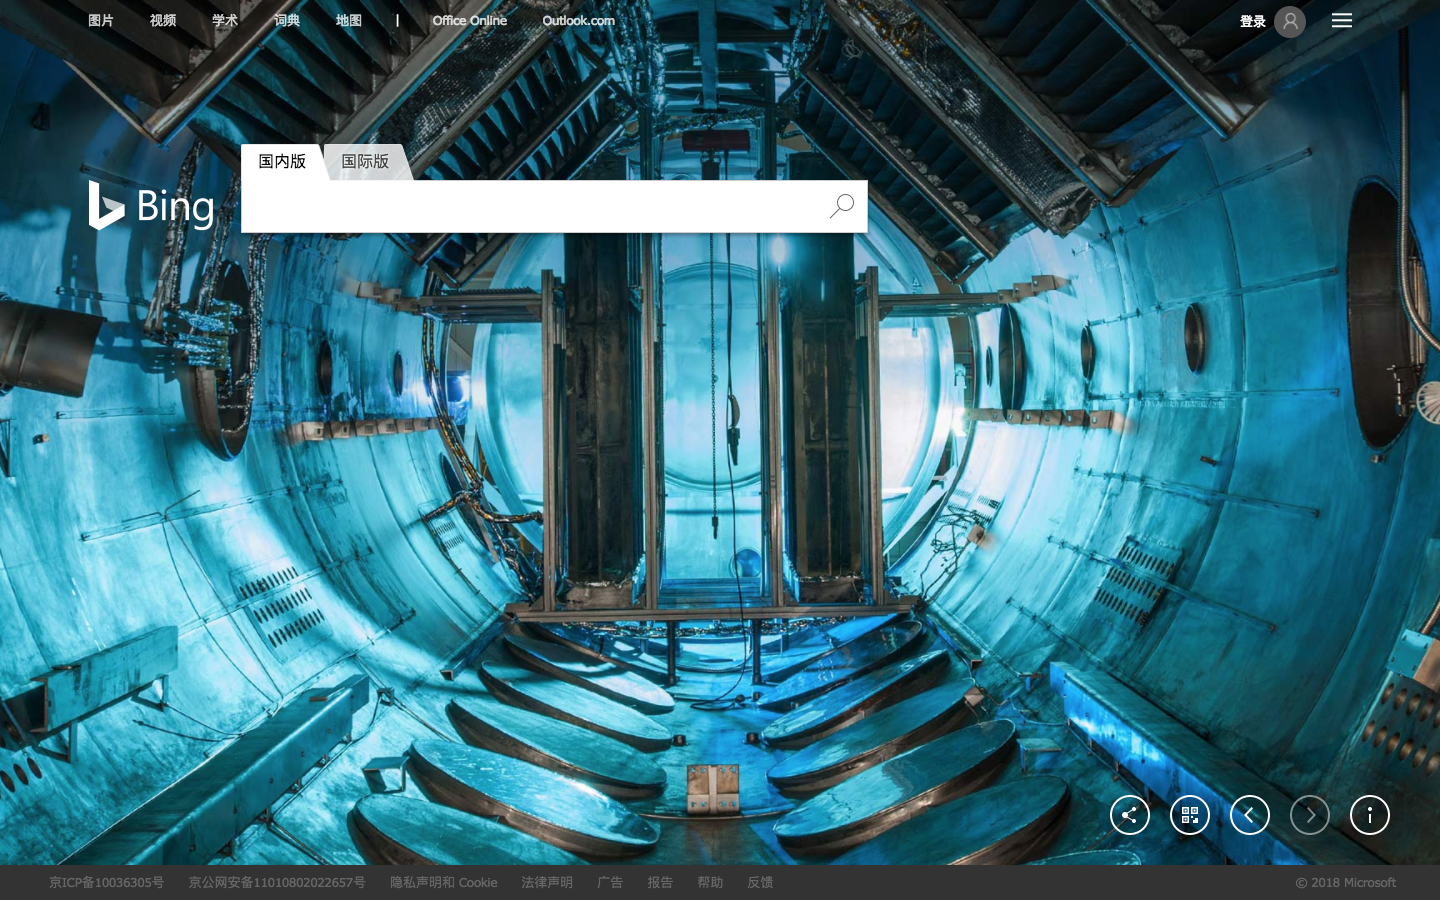 图片 视频 学术 词典 地图 | Office Online Outlook.com 登录
国内版 国际版
Bing
京ICP备10036305号 京公网安备11010802022657号 隐私声明和 Cookie 法律声明 广告 报告 帮助 反馈 © 2018 Microsoft